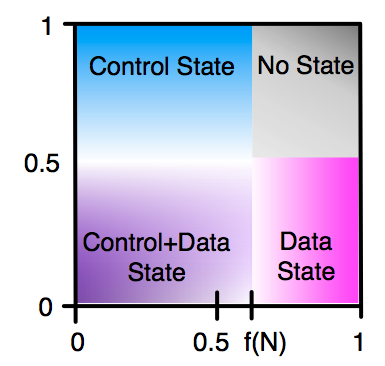 1
Control State
No State
0.5
Control+Data
State
Data
State
0
0
0.5
f(N)
1